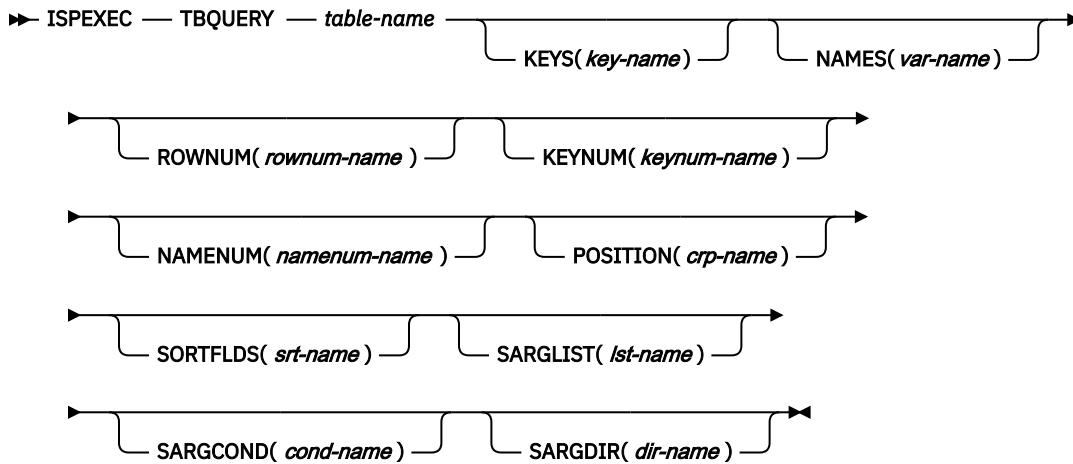 ISPEXEC TBQUERY table-name
KEYS( key-name ) NAMES( var-name )
ROWNUM( rownum-name ) KEYNUM( keynum-name )
NAMENUM( namenum-name ) POSITION( crp-name )
SORTFLDS( srt-name ) SARGLIST( lst-name )
SARGCOND( cond-name ) SARGDIR( dir-name )